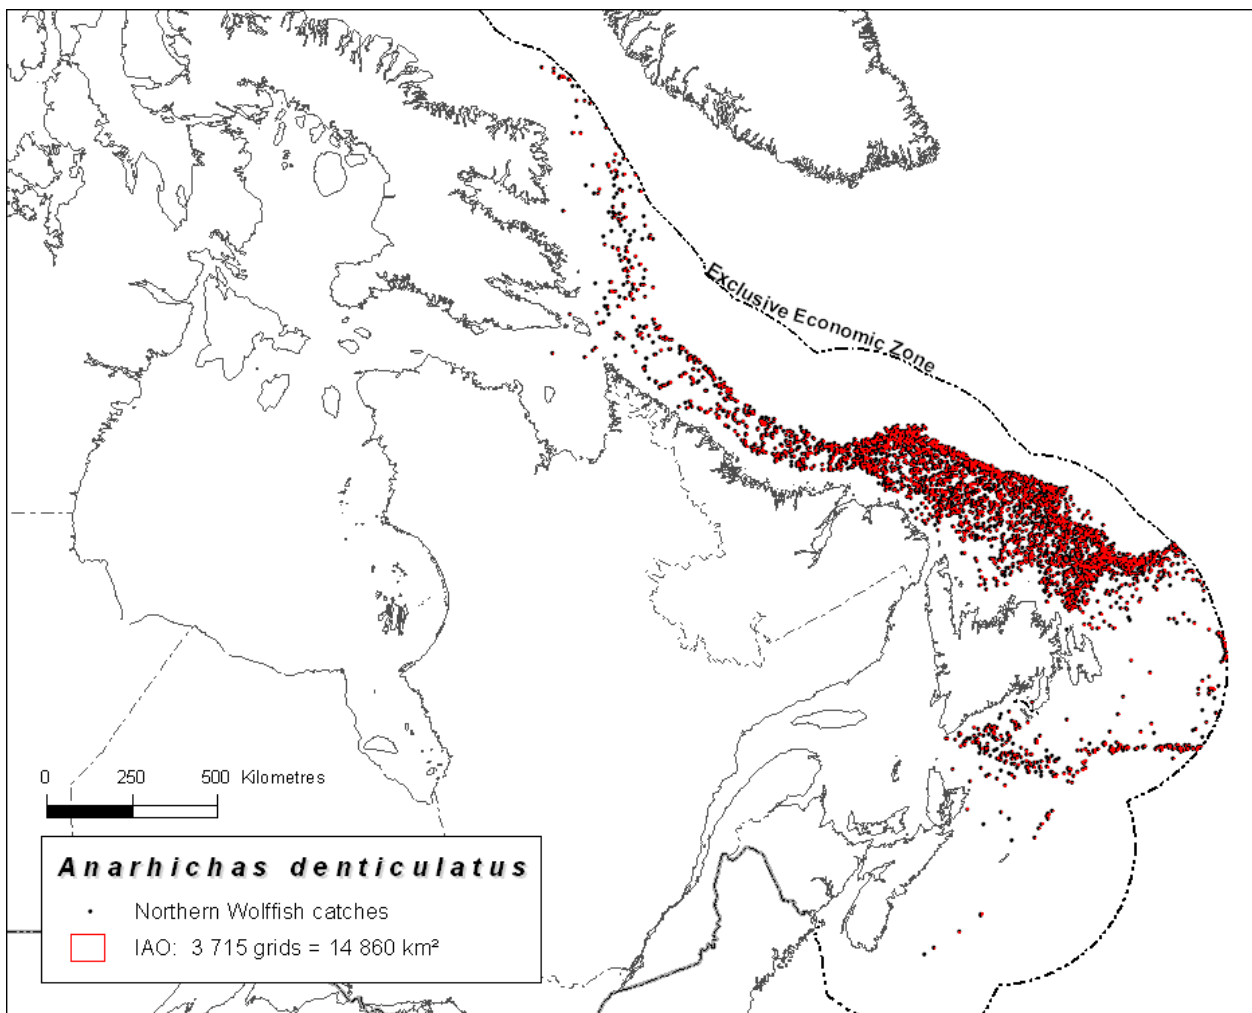 Exclusive Economic Zone
0 250 500 Kilometres
Anarhichas denticulatus
Northern Wolffish catches
IAO: 3 715 grids = 14 860 km²